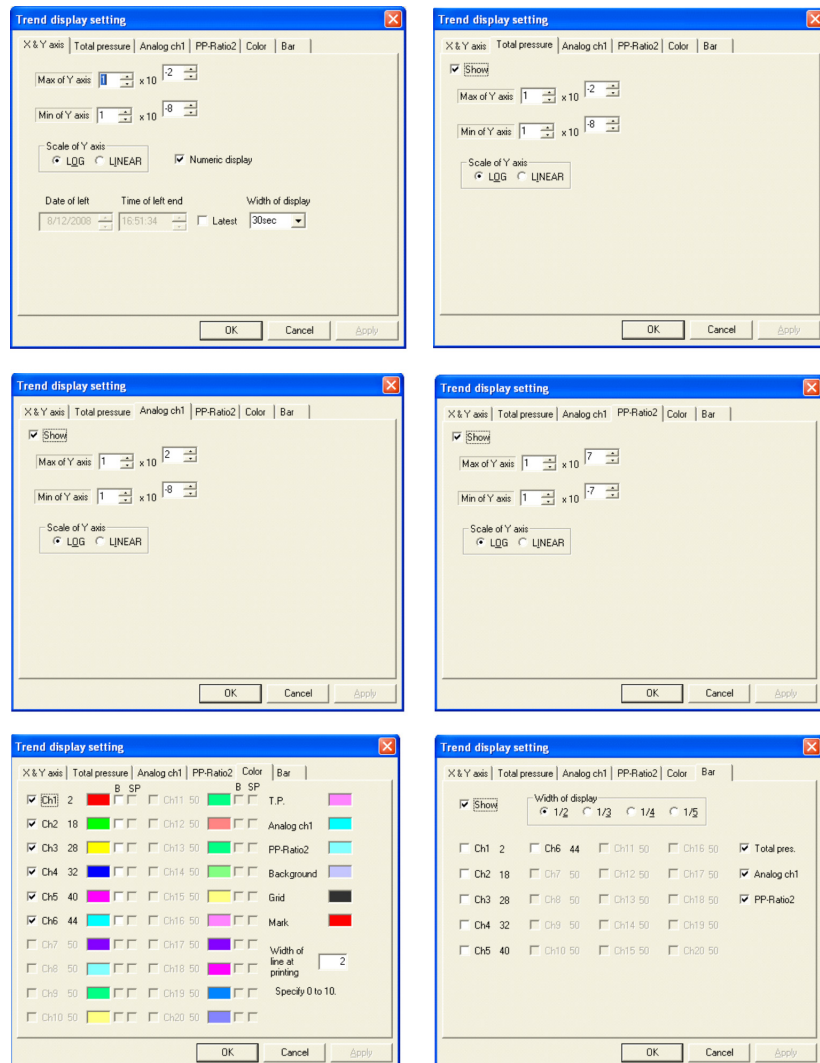 Trend display setting
X & Y axis Total pressure Analog ch1 PP-Ratio2 Color Bar
Max of Y axis 1 x 10 -2
Min of Y axis 1 x 10 -8
Scale of Y axis
LOG LINEAR Numeric display
Date of left Time of left end Width of display
8/12/2008 16:51:34 Latest 30sec
OK Cancel Apply
Trend display setting
X & Y axis Total pressure Analog ch1 PP-Ratio2 Color Bar
Show
Max of Y axis 1 x 10 -2
Min of Y axis 1 x 10 -8
Scale of Y axis
LOG LINEAR
OK Cancel Apply
Trend display setting
X & Y axis Total pressure Analog ch1 PP-Ratio2 Color Bar
Show
Max of Y axis 1 x 10 2
Min of Y axis 1 x 10 -8
Scale of Y axis
LOG LINEAR
OK Cancel Apply
Trend display setting
X & Y axis Total pressure Analog ch1 PP-Ratio2 Color Bar
Show
Max of Y axis 1 x 10 7
Min of Y axis 1 x 10 -7
Scale of Y axis
LOG LINEAR
OK Cancel Apply
Trend display setting
X & Y axis Total pressure Analog ch1 PP-Ratio2 Color Bar
B SP B SP
Ch1 2 Ch11 50 T.P.
Ch2 18 Ch12 50 Analog ch1
Ch3 28 Ch13 50 PP-Ratio2
Ch4 32 Ch14 50 Background
Ch5 40 Ch15 50 Grid
Ch6 44 Ch16 50 Mark
Ch7 50 Ch17 50
Ch8 50 Ch18 50 Width of line at printing 2
Ch9 50 Ch19 50 Specify 0 to 10.
Ch10 50 Ch20 50
OK Cancel Apply
Trend display setting
X & Y axis Total pressure Analog ch1 PP-Ratio2 Color Bar
Show Width of display
1/2 1/3 1/4 1/5
Ch1 2 Ch6 44 Ch11 50 Ch16 50 Total pres.
Ch2 18 Ch7 50 Ch12 50 Ch17 50 Analog ch1
Ch3 28 Ch8 50 Ch13 50 Ch18 50 PP-Ratio2
Ch4 32 Ch9 50 Ch14 50 Ch19 50
Ch5 40 Ch10 50 Ch15 50 Ch20 50
OK Cancel Apply